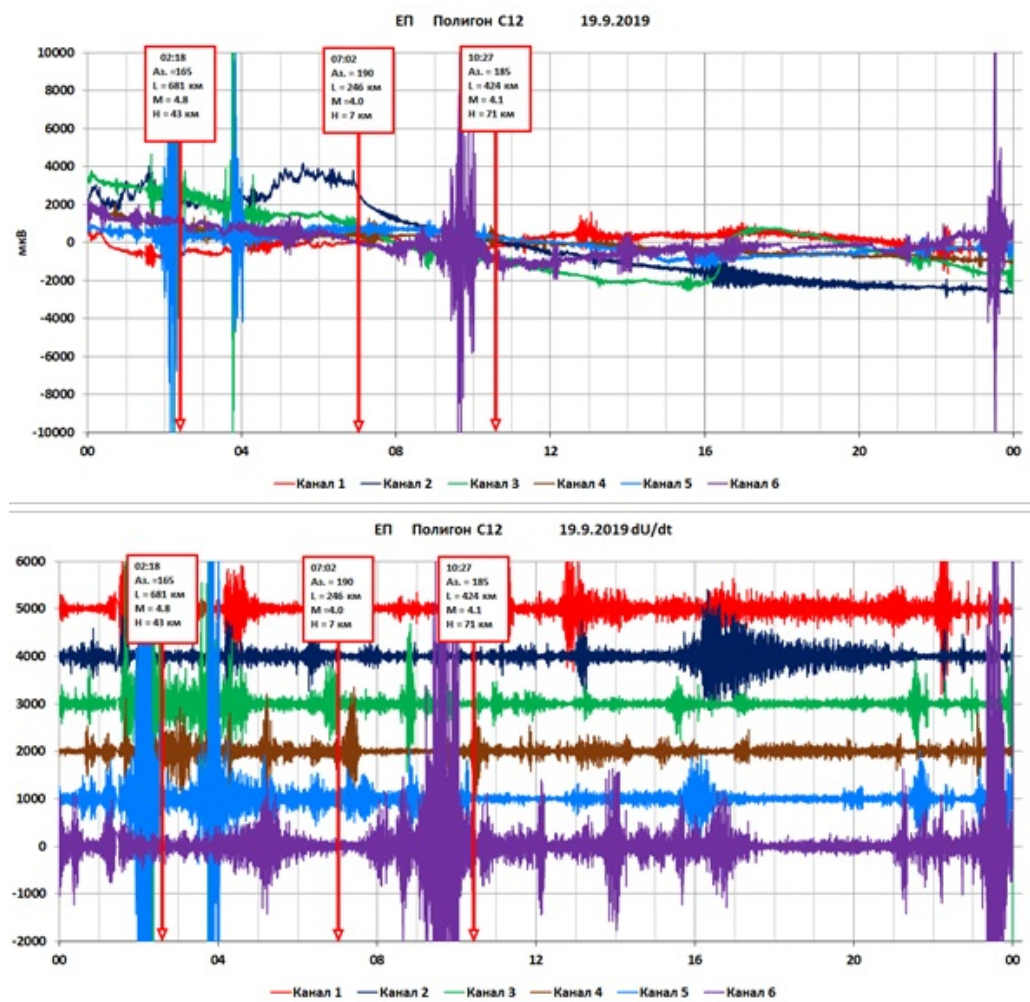 ЕП Полигон С12 19.9.2019
мкВ
10000
8000
6000
4000
2000
0
-2000
-4000
-6000
-8000
-10000
02:18
Аз. =165
L = 681 км
M = 4.8
H = 43 км
07:02
Аз. = 190
L = 246 км
M =4.0
H = 7 км
10:27
Аз. = 185
L = 424 км
M = 4.1
H = 71 км
00 04 08 12 16 20 00
Канал 1 Канал 2 Канал 3 Канал 4 Канал 5 Канал 6
ЕП Полигон С12 19.9.2019 dU/dt
6000
5000
4000
3000
2000
1000
0
-1000
-2000
02:18
Аз. =165
L = 681 км
M = 4.8
H = 43 км
07:02
Аз. = 190
L = 246 км
M =4.0
H = 7 км
10:27
Аз. = 185
L = 424 км
M = 4.1
H = 71 км
00 04 08 12 16 20 00
Канал 1 Канал 2 Канал 3 Канал 4 Канал 5 Канал 6